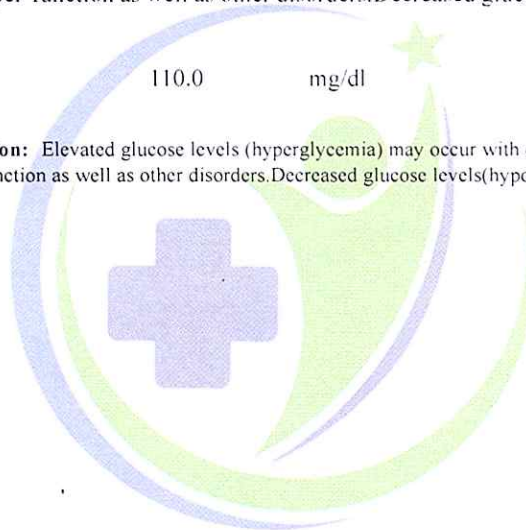 function as well as other disorders.Decreased
110.0 mg/dl
on: Elevated glucose levels (hyperglycemia) may occur with
nction as well as other disorders.Decreased glucose levels(hypo